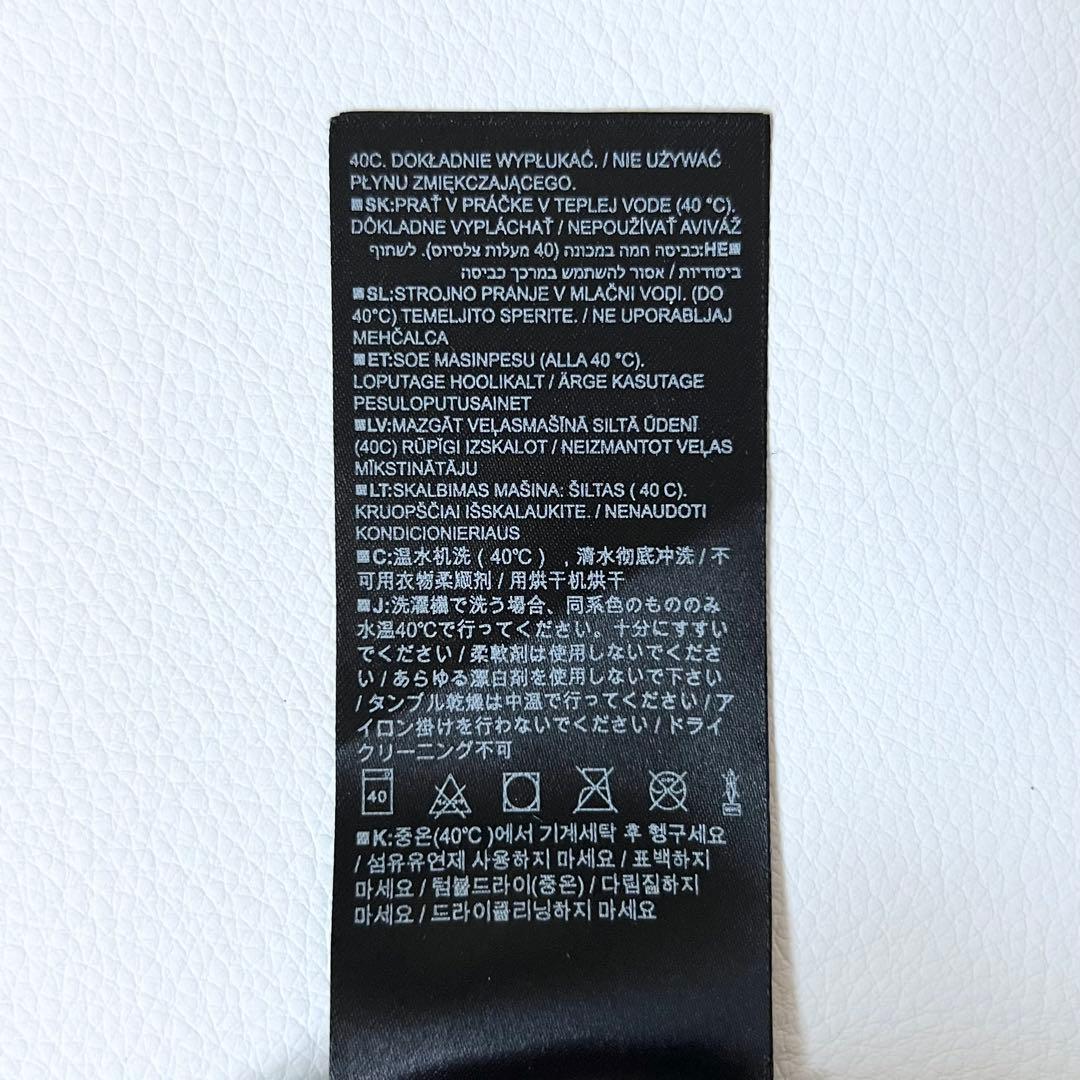 40C. DOKŁADNIE WYPŁUKAĆ. / NIE UŻYWAĆ
PŁYNU ZMIĘKCZAJĄCEGO.
SK:PRAŤ V PRÁČKE V TEPLEJ VODE (40 °C).
DÔKLADNE VYPLÁCHAŤ / NEPOUŽÍVAŤ AVIVÁŽ
HE:כביסה חמה במכונה (40 מעלות צלסיוס). לשתוף
ביסודיות / אסור להשתמש במרכך כביסה
SL:STROJNO PRANJE V MLAČNI VODI. (DO
40°C) TEMELJITO SPERITE. / NE UPORABLJAJ
MEHČALCA
ET:SOE MASINPESU (ALLA 40 °C).
LOPUTAGE HOOLIKALT / ÄRGE KASUTAGE
PESULOPUTUSAINET
LV:MAZGĀT VEĻASMAŠĪNĀ SILTĀ ŪDENĪ
(40C) RŪPĪGI IZSKALOT / NEIZMANTOT VEĻAS
MĪKSTINĀTĀJU
LT:SKALBIMAS MAŠINA: ŠILTAS ( 40 C).
KRUOPŠČIAI IŠSKALAUKITE. / NENAUDOTI
KONDICIONIERIAUS
C:温水机洗 ( 40℃ ) , 清水彻底冲洗 / 不
可用衣物柔顺剂 / 用烘干机烘干
J:洗濯機で洗う場合、同系色のもののみ
水温40℃で行ってください。十分にすすい
でください / 柔軟剤は使用しないでくださ
い / あらゆる漂白剤を使用しないで下さい
/ タンブル乾燥は中温で行ってください / ア
イロン掛けを行わないでください / ドライ
クリーニング不可
40
K:중온(40℃ )에서 기계세탁 후 헹구세요
/ 섬유유연제 사용하지 마세요 / 표백하지
마세요 / 텀블드라이(중온) / 다림질하지
마세요 / 드라이클리닝하지 마세요